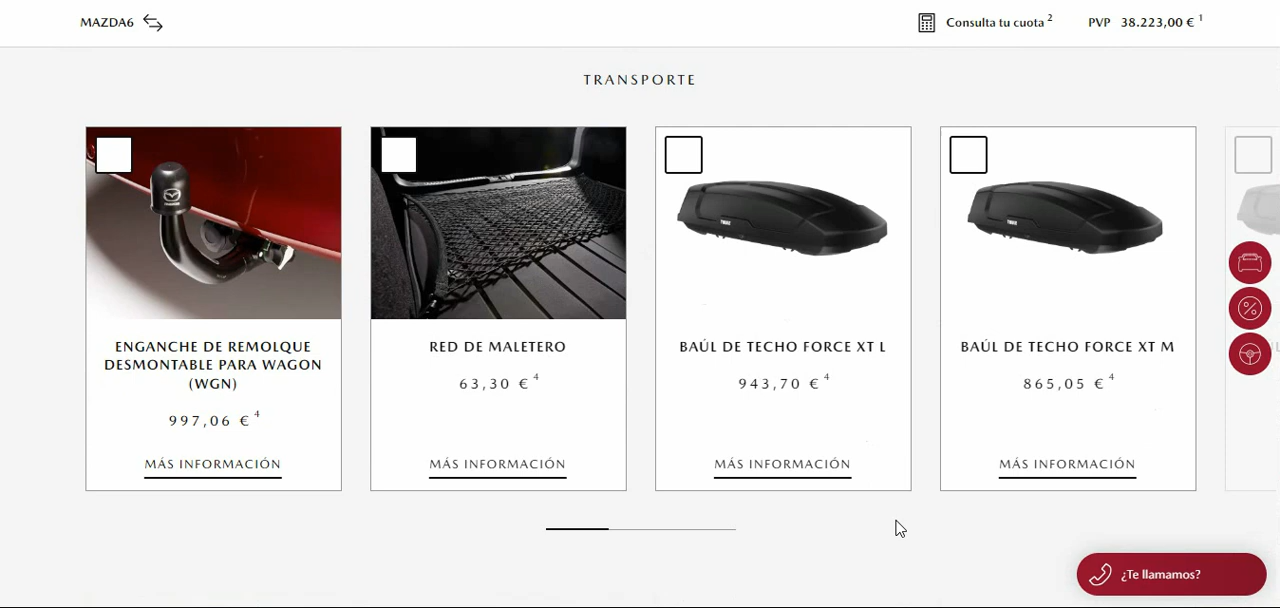 MAZDA6
Consulta tu cuota 2
PVP 38.223,00 € 1
TRANSPORTE
ENGANCHE DE REMOLQUE
DESMONTABLE PARA WAGON
(WGN)
997,06 € 4
MÁS INFORMACIÓN
RED DE MALETERO
63,30 € 4
MÁS INFORMACIÓN
BAÚL DE TECHO FORCE XT L
943,70 € 4
MÁS INFORMACIÓN
BAÚL DE TECHO FORCE XT M
865,05 € 4
MÁS INFORMACIÓN
¿Te llamamos?